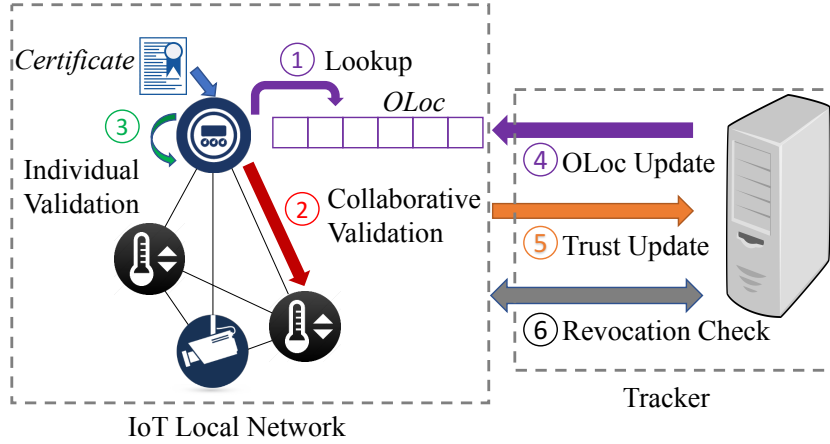 Certificate
① Lookup
OLoc
③
Individual
Validation
② Collaborative
Validation
④ OLoc Update
⑤ Trust Update
⑥ Revocation Check
Tracker
IoT Local Network